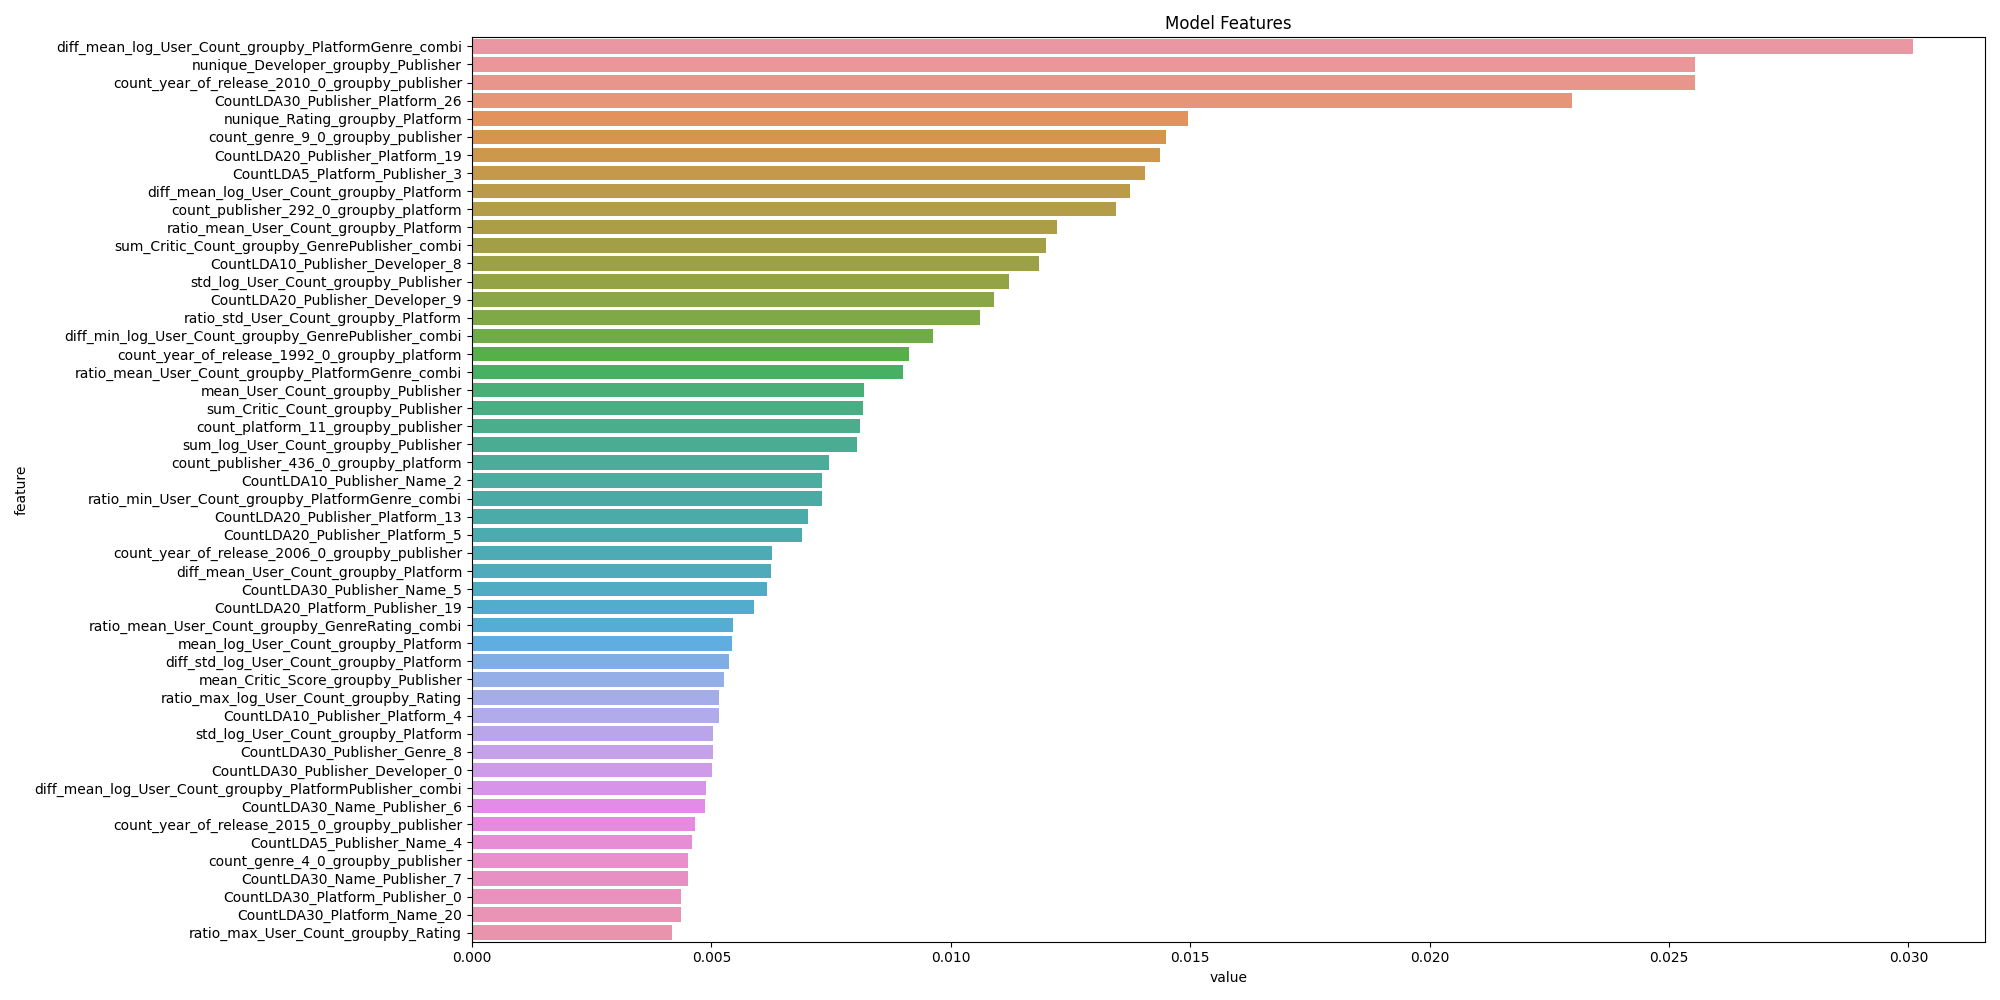 Model Features
feature
diff_mean_log_User_Count_groupby_PlatformGenre_combi
nunique_Developer_groupby_Publisher
count_year_of_release_2010_0_groupby_publisher
CountLDA30_Publisher_Platform_26
nunique_Rating_groupby_Platform
count_genre_9_0_groupby_publisher
CountLDA20_Publisher_Platform_19
CountLDA5_Platform_Publisher_3
diff_mean_log_User_Count_groupby_Platform
count_publisher_292_0_groupby_platform
ratio_mean_User_Count_groupby_Platform
sum_Critic_Count_groupby_GenrePublisher_combi
CountLDA10_Publisher_Developer_8
std_log_User_Count_groupby_Publisher
CountLDA20_Publisher_Developer_9
ratio_std_User_Count_groupby_Platform
diff_min_log_User_Count_groupby_GenrePublisher_combi
count_year_of_release_1992_0_groupby_platform
ratio_mean_User_Count_groupby_PlatformGenre_combi
mean_User_Count_groupby_Publisher
sum_Critic_Count_groupby_Publisher
count_platform_11_groupby_publisher
sum_log_User_Count_groupby_Publisher
count_publisher_436_0_groupby_platform
CountLDA10_Publisher_Name_2
ratio_min_User_Count_groupby_PlatformGenre_combi
CountLDA20_Publisher_Platform_13
CountLDA20_Publisher_Platform_5
count_year_of_release_2006_0_groupby_publisher
diff_mean_User_Count_groupby_Platform
CountLDA30_Publisher_Name_5
CountLDA20_Platform_Publisher_19
ratio_mean_User_Count_groupby_GenreRating_combi
mean_log_User_Count_groupby_Platform
diff_std_log_User_Count_groupby_Platform
mean_Critic_Score_groupby_Publisher
ratio_max_log_User_Count_groupby_Rating
CountLDA10_Publisher_Platform_4
std_log_User_Count_groupby_Platform
CountLDA30_Publisher_Genre_8
CountLDA30_Publisher_Developer_0
diff_mean_log_User_Count_groupby_PlatformPublisher_combi
CountLDA30_Name_Publisher_6
count_year_of_release_2015_0_groupby_publisher
CountLDA5_Publisher_Name_4
count_genre_4_0_groupby_publisher
CountLDA30_Name_Publisher_7
CountLDA30_Platform_Publisher_0
CountLDA30_Platform_Name_20
ratio_max_User_Count_groupby_Rating
0.000 0.005 0.010 0.015 0.020 0.025 0.030
value